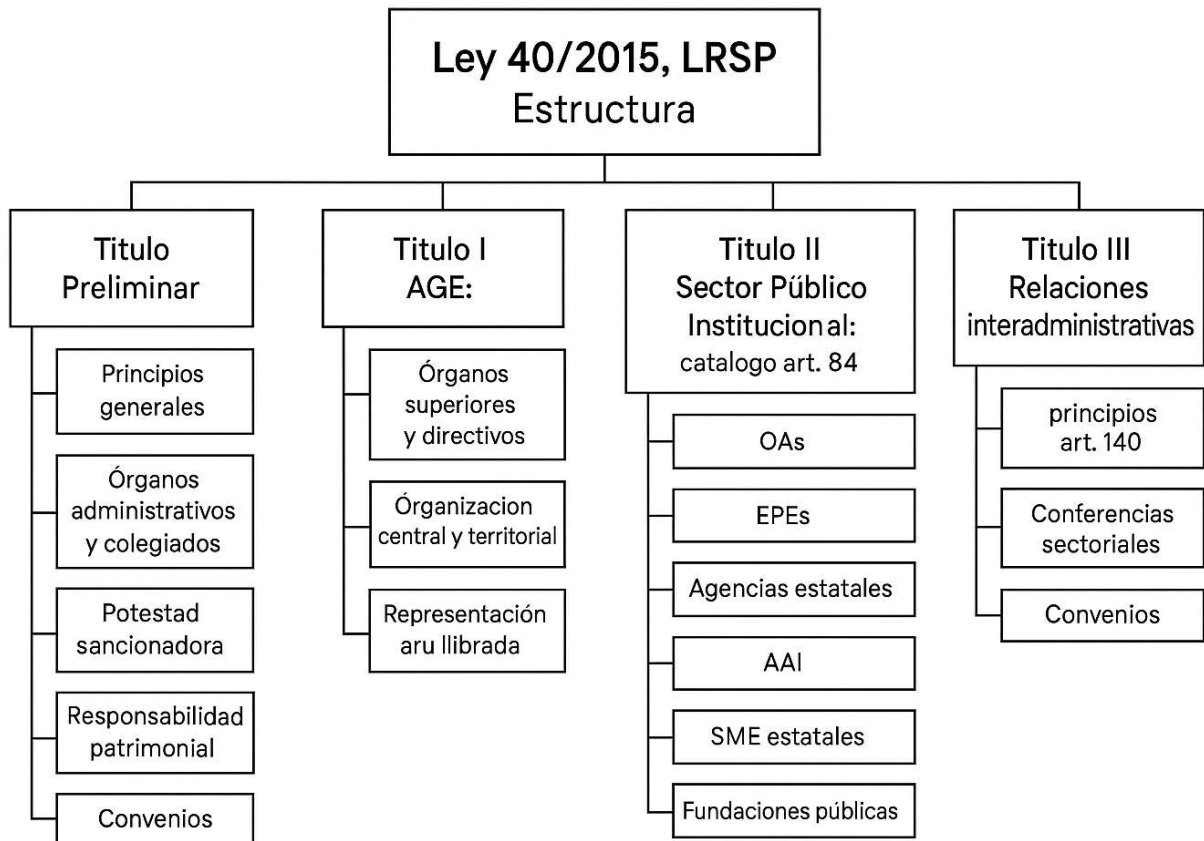 Ley 40/2015, LRSP
Estructura
Titulo
Preliminar
Principios
generales
Órganos
administrativos
y colegiados
Potestad
sancionadora
Responsabilidad
patrimonial
Convenios
Titulo I
AGE:
Órganos
superiores
y directivos
Órganizacion
central y territorial
Representación
aru llibrada
Titulo II
Sector Público
Institucional:
catalogo art. 84
OAs
EPEs
Agencias estatales
AAI
SME estatales
Fundaciones públicas
Titulo III
Relaciones
interadministrativas
principios
art. 140
Conferencias
sectoriales
Convenios